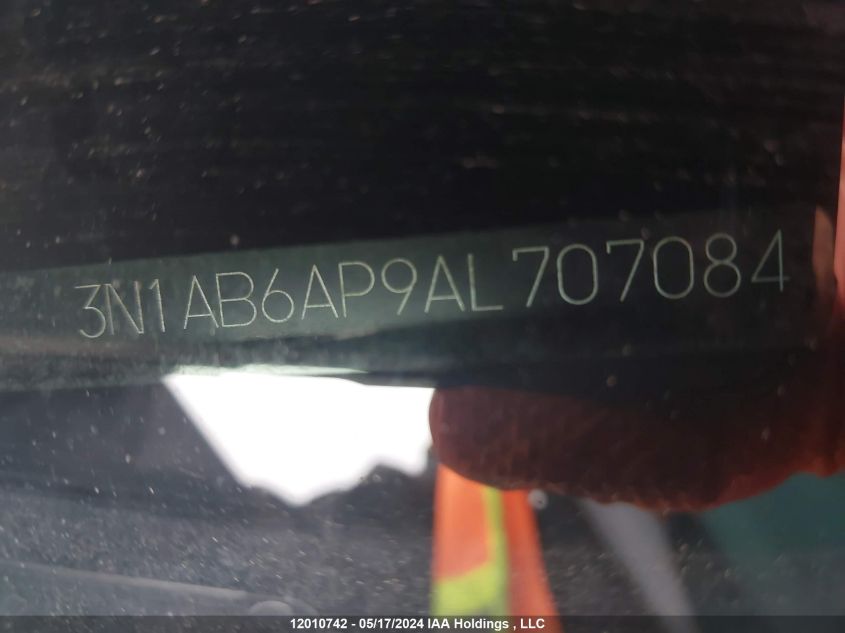 3N1AB6AP9AL707084
12010742 - 05/17/2024 IAA Holdings , LLC